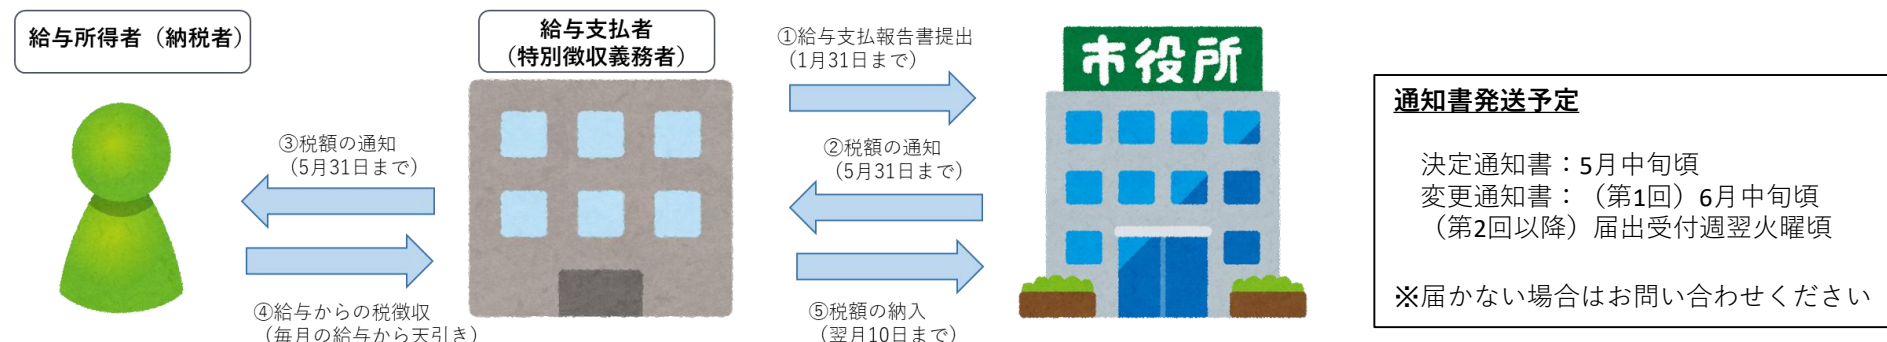 給与所得者（納税者）
給与支払者
（特別徴収義務者）
①給与支払報告書提出
（1月31日まで）
市役所
③税額の通知
（5月31日まで）
②税額の通知
（5月31日まで）
④給与からの税徴収
（毎月の給与から天引き）
⑤税額の納入
（翌月10日まで）
通知書発送予定
決定通知書：5月中旬頃
変更通知書：（第1回）6月中旬頃
（第2回以降）届出受付週翌火曜頃
※届かない場合はお問い合わせください